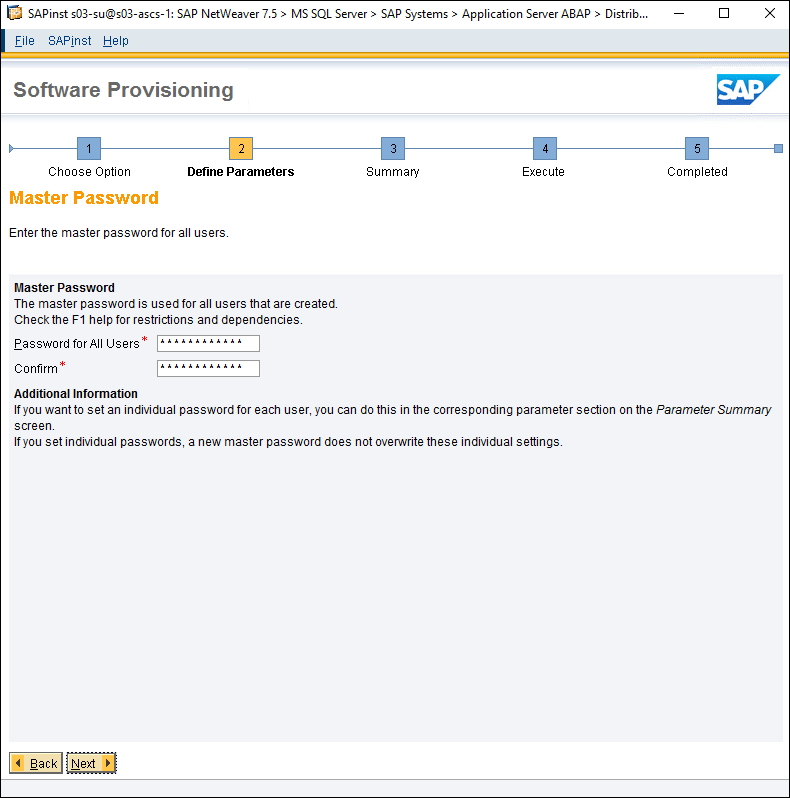 SAPinst s03-su@s03-ascs-1: SAP NetWeaver 7.5 > MS SQL Server > SAP Systems > Application Server ABAP > Distrib...
File SAPinst Help
Software Provisioning
SAP
1 2 3 4 5
Choose Option Define Parameters Summary Execute Completed
Master Password
Enter the master password for all users.
Master Password
The master password is used for all users that are created.
Check the F1 help for restrictions and dependencies.
Password for All Users* ************
Confirm* ************
Additional Information
If you want to set an individual password for each user, you can do this in the corresponding parameter section on the Parameter Summary
screen.
If you set individual passwords, a new master password does not overwrite these individual settings.
Back Next